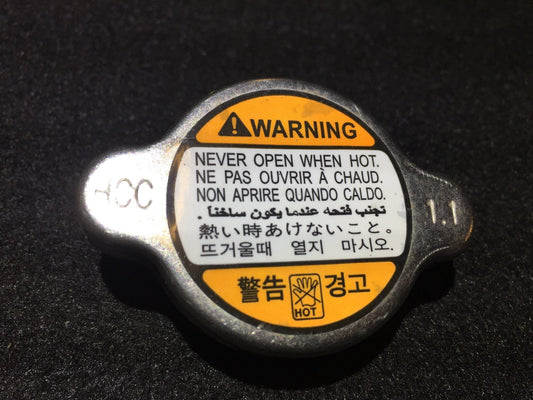 WARNING
NEVER OPEN WHEN HOT.
NE PAS OUVRIR À CHAUD.
NON APRIRE QUANDO CALDO.
تجنب فتحه عندما يكون ساخناً .
熱い時あけないこと。
뜨거울때 열지 마시오.
HCC
1.1
警告 경고
HOT